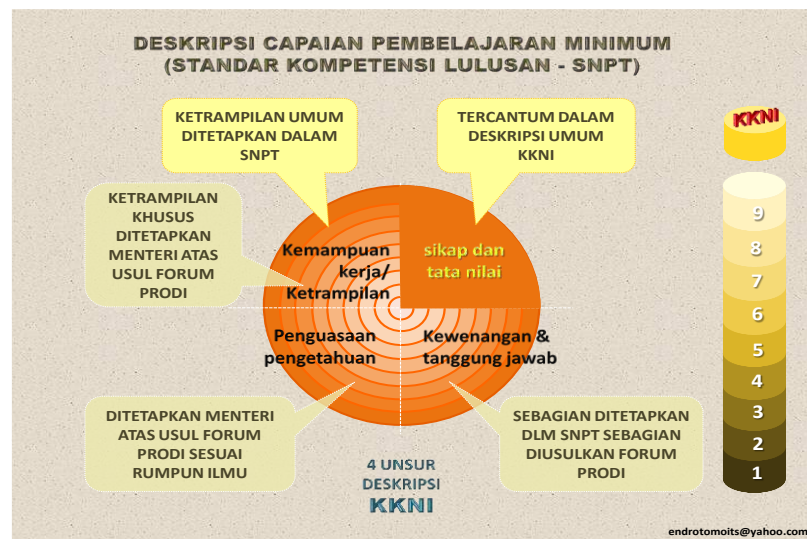 DESKRIPSI CAPAIAN PEMBELAJARAN MINIMUM
(STANDAR KOMPETENSI LULUSAN - SNPT)
KETRAMPILAN UMUM
DITETAPKAN DALAM
SNPT
TERCANTUM DALAM
DESKRIPSI UMUM
KKNI
KKNI
KETRAMPILAN
KHUSUS
DITETAPKAN
MENTERI ATAS
USUL FORUM
PRODI
Kemampuan
kerja/
Ketrampilan
sikap dan
tata nilai
Penguasaan
pengetahuan
Kewenangan &
tanggung jawab
DITETAPKAN MENTERI
ATAS USUL FORUM
PRODI SESUAI
RUMPUN ILMU
SEBAGIAN DITETAPKAN
DLM SNPT SEBAGIAN
DIUSULKAN FORUM
PRODI
4 UNSUR
DESKRIPSI
KKNI
9
8
7
6
5
4
3
2
1
endrotomoits@yahoo.com